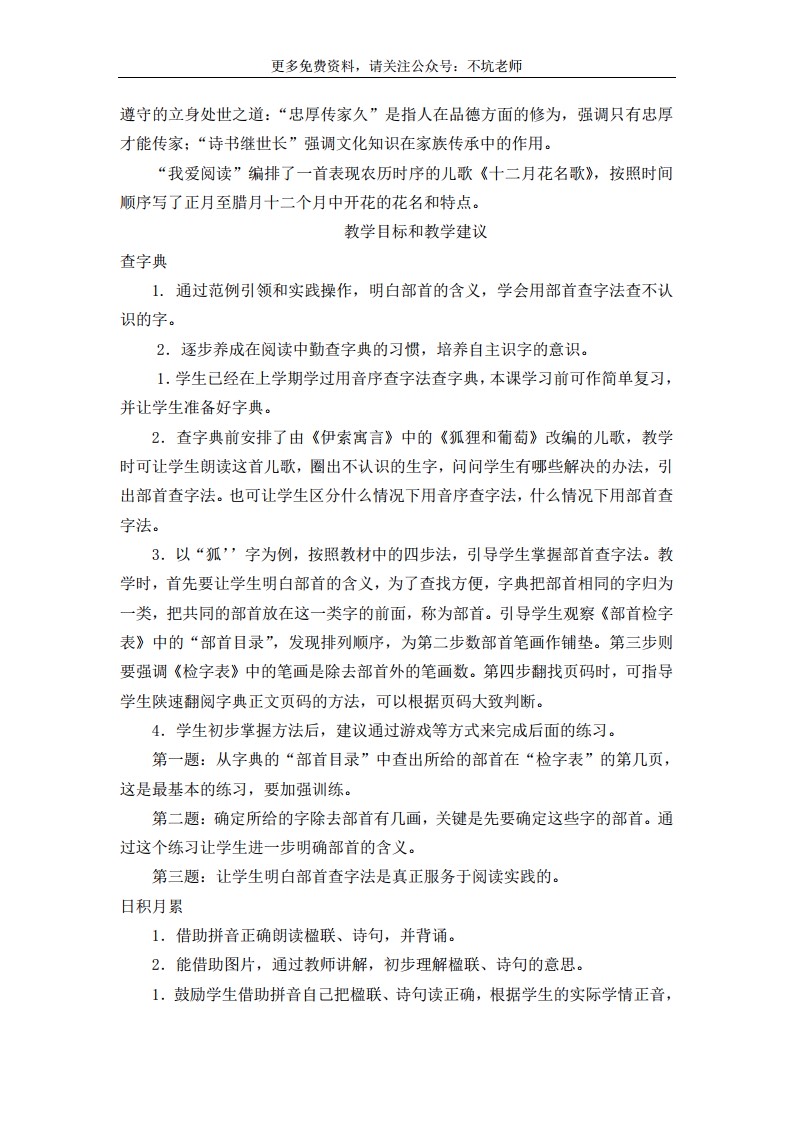 更多免费资料，请关注公众号：不坑老师
遵守的立身处世之道：“忠厚传家久”是指人在品德方面的修为，强调只有忠厚
才能传家；“诗书继世长”强调文化知识在家族传承中的作用。
“我爱阅读”编排了一首表现农历时序的儿歌《十二月花名歌》，按照时间
顺序写了正月至腊月十二个月中开花的花名和特点。
教学目标和教学建议
查字典
1．通过范例引领和实践操作，明白部首的含义，学会用部首查字法查不认
识的字。
2．逐步养成在阅读中勤查字典的习惯，培养自主识字的意识。
1．学生已经在上学期学过用音序查字法查字典，本课学习前可作简单复习，
并让学生准备好字典。
2．查字典前安排了由《伊索寓言》中的《狐狸和葡萄》改编的儿歌，教学
时可让学生朗读这首儿歌，圈出不认识的生字，问问学生有哪些解决的办法，引
出部首查字法。也可让学生区分什么情况下用音序查字法，什么情况下用部首查
字法。
3．以“狐’’字为例，按照教材中的四步法，引导学生掌握部首查字法。教
学时，首先要让学生明白部首的含义，为了查找方便，字典把部首相同的字归为
一类，把共同的部首放在这一类字的前面，称为部首。引导学生观察《部首检字
表》中的“部首目录”，发现排列顺序，为第二步数部首笔画作铺垫。第三步则
要强调《检字表》中的笔画是除去部首外的笔画数。第四步翻找页码时，可指导
学生陕速翻阅字典正文页码的方法，可以根据页码大致判断。
4．学生初步掌握方法后，建议通过游戏等方式来完成后面的练习。
第一题：从字典的“部首目录”中查出所给的部首在“检字表”的第几页，
这是最基本的练习，要加强训练。
第二题：确定所给的字除去部首有几画，关键是先要确定这些字的部首。通
过这个练习让学生进一步明确部首的含义。
第三题：让学生明白部首查字法是真正服务于阅读实践的。
日积月累
1．借助拼音正确朗读楹联、诗句，并背诵。
2．能借助图片，通过教师讲解，初步理解楹联、诗句的意思。
1．鼓励学生借助拼音自己把楹联、诗句读正确，根据学生的实际学情正音，